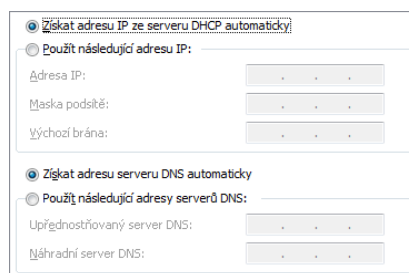 Získat adresu IP ze serveru DHCP automaticky
Použít následující adresu IP:
Adresa IP:
Maska podsítě:
Výchozí brána:
Získat adresu serveru DNS automaticky
Použít následující adresy serverů DNS:
Upřednostňovaný server DNS:
Náhradní server DNS: